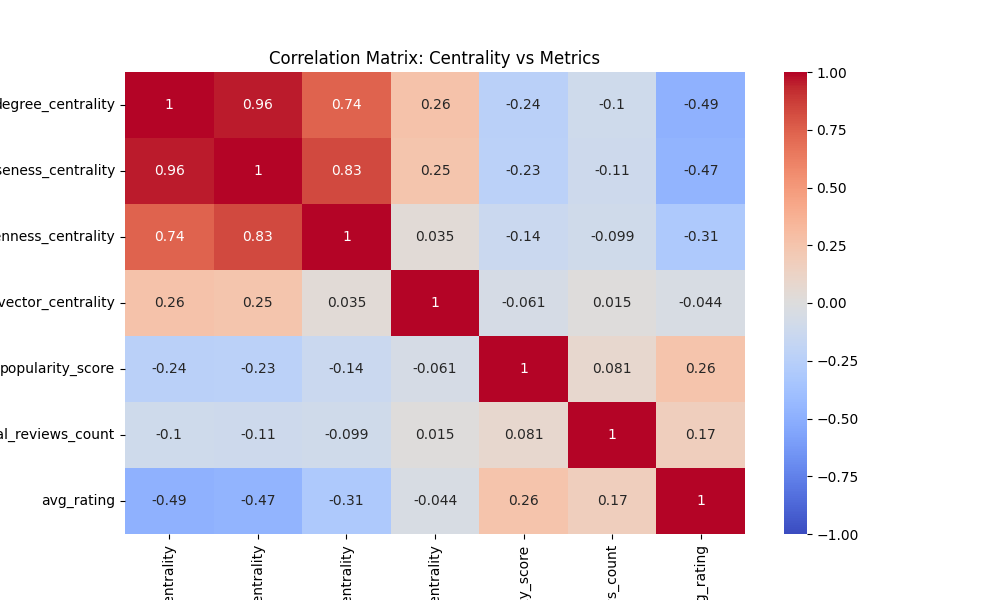 Correlation Matrix: Centrality vs Metrics
degree_centrality 1 0.96 0.74 0.26 -0.24 -0.1 -0.49
seness_centrality 0.96 1 0.83 0.25 -0.23 -0.11 -0.47
nness_centrality 0.74 0.83 1 0.035 -0.14 -0.099 -0.31
vector_centrality 0.26 0.25 0.035 1 -0.061 0.015 -0.044
popularity_score -0.24 -0.23 -0.14 -0.061 1 0.081 0.26
al_reviews_count -0.1 -0.11 -0.099 0.015 0.081 1 0.17
avg_rating -0.49 -0.47 -0.31 -0.044 0.26 0.17 1
entrality
entrality
entrality
entrality
y_score
s_count
g_rating
1.00
0.75
0.50
0.25
0.00
−0.25
−0.50
−0.75
−1.00